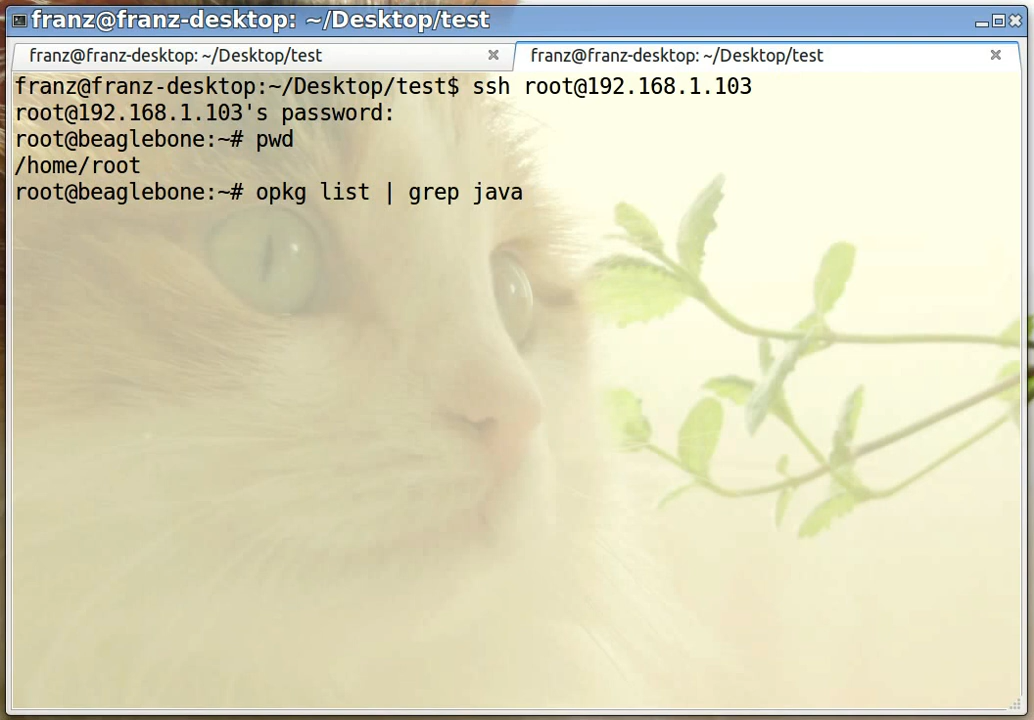 franz@franz-desktop: ~/Desktop/test
franz@franz-desktop: ~/Desktop/test
franz@franz-desktop: ~/Desktop/test
franz@franz-desktop:~/Desktop/test$ ssh root@192.168.1.103
root@192.168.1.103's password:
root@beaglebone:~# pwd
/home/root
root@beaglebone:~# opkg list | grep java